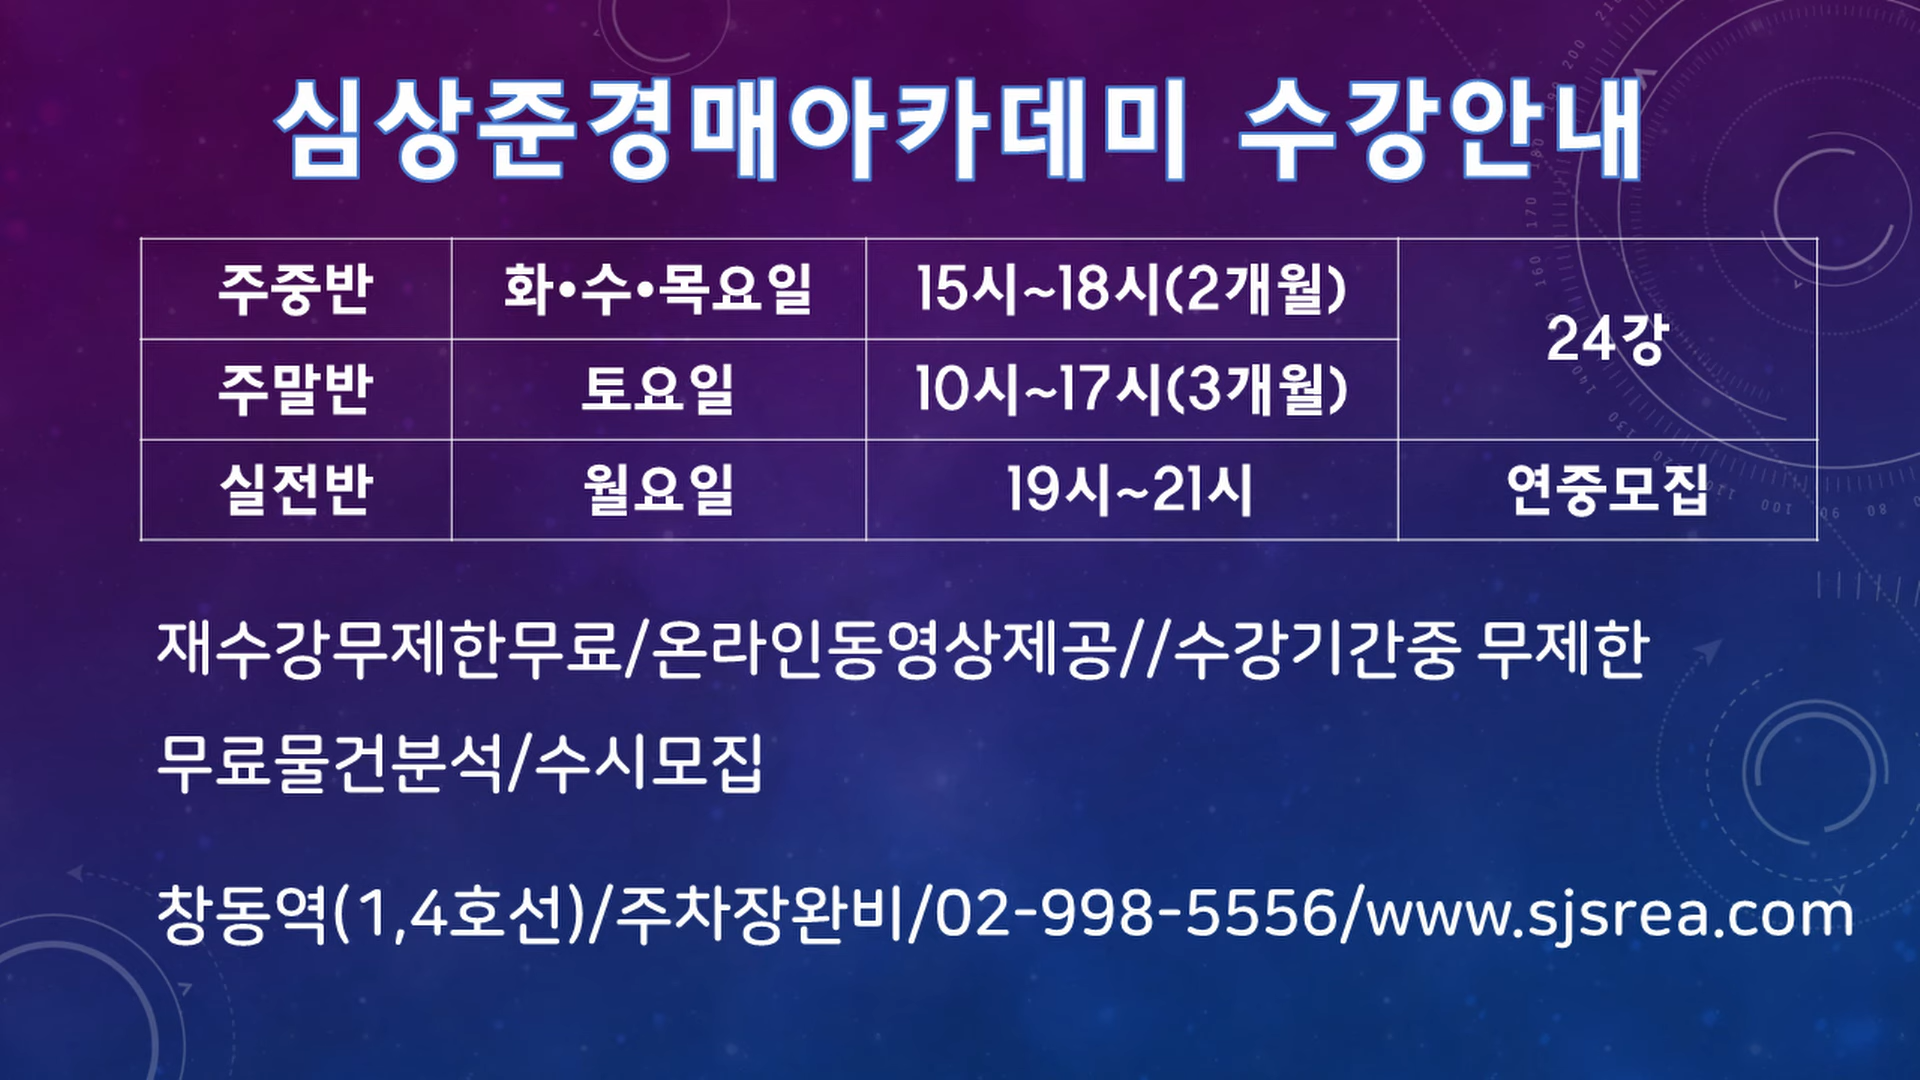 심상준경매아카데미 수강안내
주중반 화•수•목요일 15시~18시(2개월) 24강
주말반 토요일 10시~17시(3개월)
실전반 월요일 19시~21시 연중모집
재수강무제한무료/온라인동영상제공//수강기간중 무제한
무료물건분석/수시모집
창동역(1,4호선)/주차장완비/02-998-5556/www.sjsrea.com